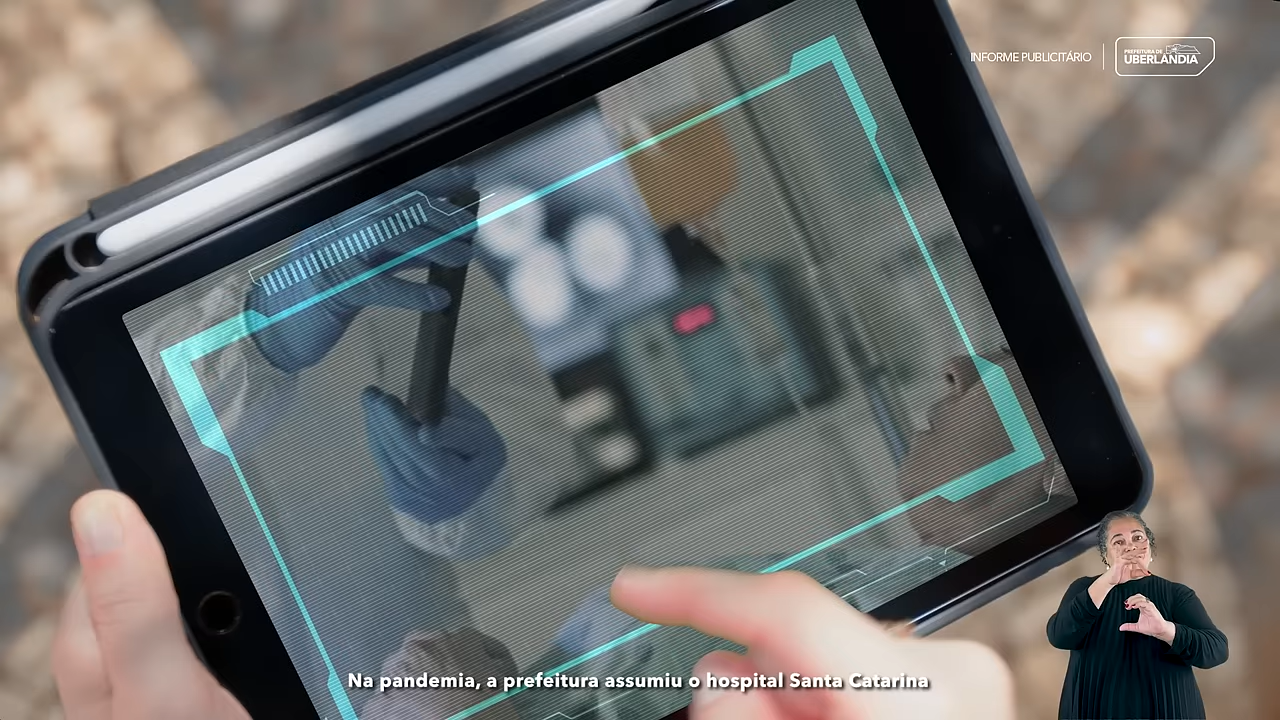 INFORME PUBLICITÁRIO
PREFEITURA DE
UBERLÂNDIA
Na pandemia, a prefeitura assumiu o hospital Santa Catarina